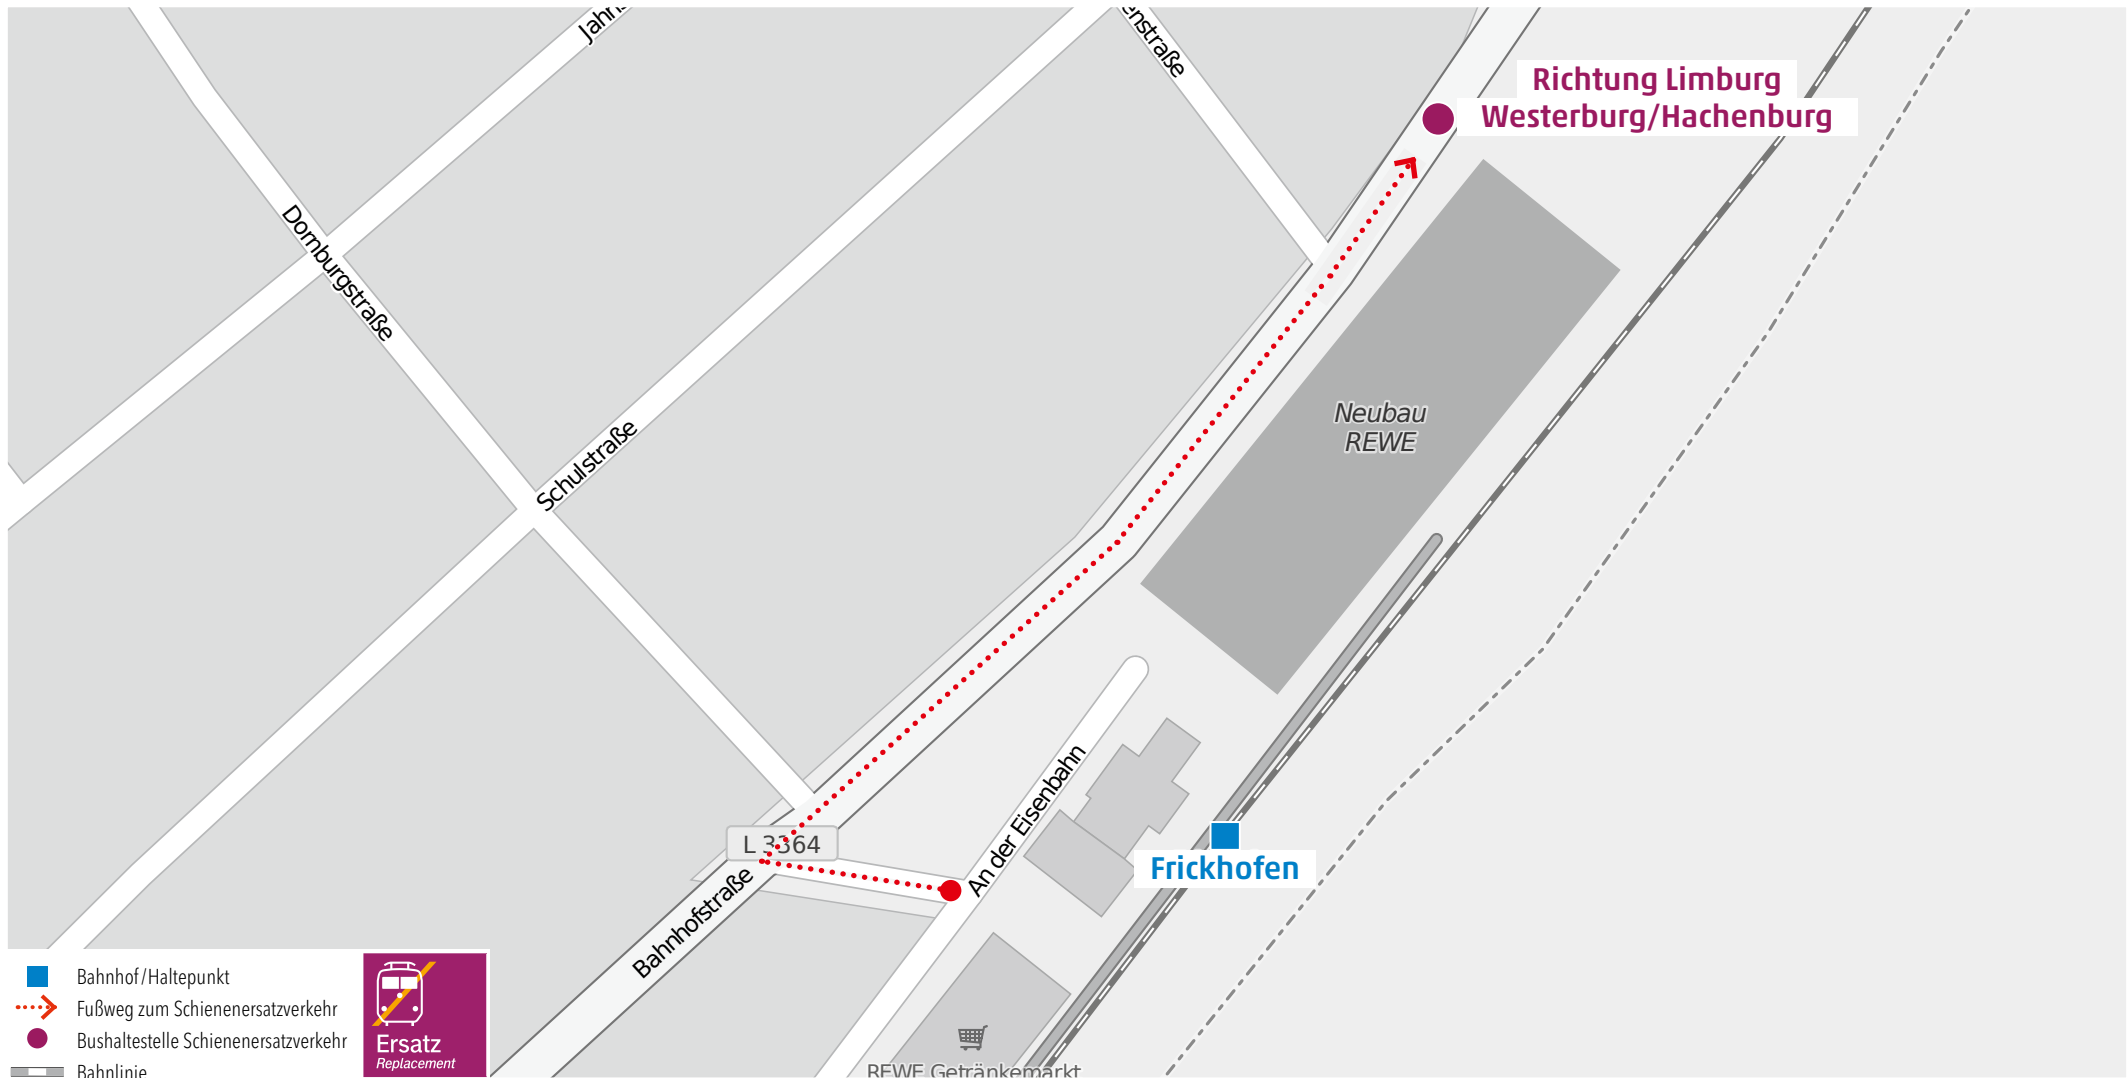 Jahns
enstraße
Richtung Limburg
Westerburg/Hachenburg
Dornburgstraße
Schulstraße
Neubau
REWE
An der Eisenbahn
L 3364
Frickhofen
Bahnhofstraße
Bahnhof/Haltepunkt
Fußweg zum Schienenersatzverkehr
Bushaltestelle Schienenersatzverkehr
Bahnlinie
Ersatz
Replacement
REWE Getränkemarkt